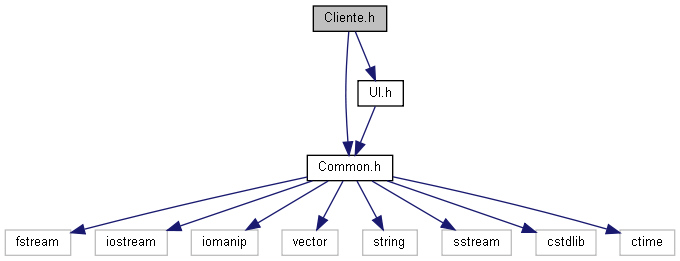 Cliente.h
UI.h
Common.h
fstream
iostream
iomanip
vector
string
sstream
cstdlib
ctime